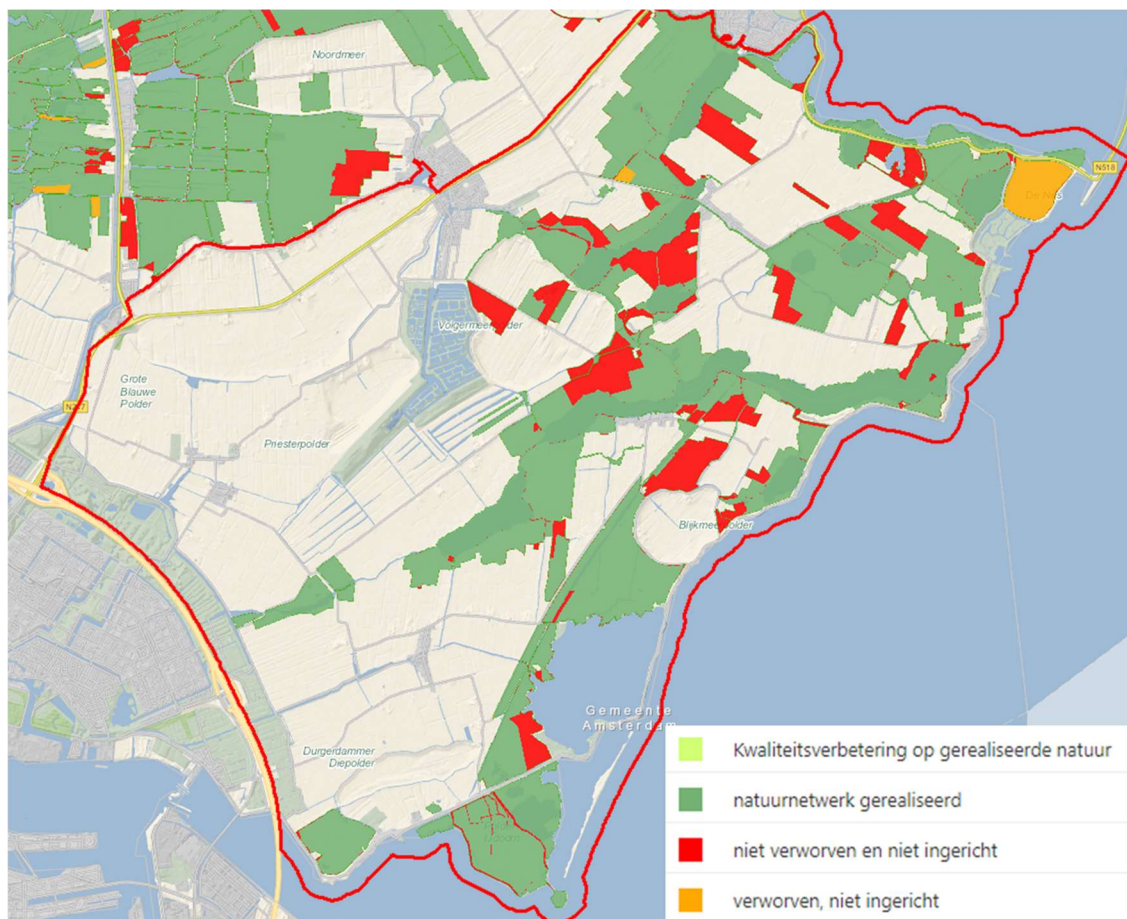 Noordmeer
N518
De Nes
Volgermeerpolder
Grote
Blauwe
Polder
N247
Priesterpolder
Blijkmeerpolder
Gemeente
Amsterdam
Durgerdammer
Diepolder
Kwaliteitsverbetering op gerealiseerde natuur
natuurnetwerk gerealiseerd
niet verworven en niet ingericht
verworven, niet ingericht